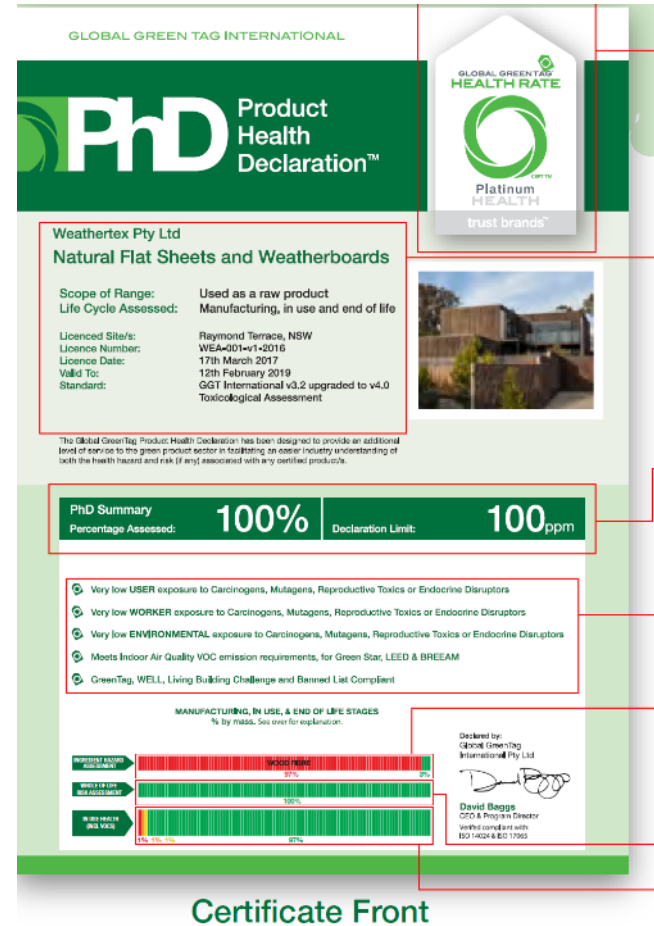 GLOBAL GREEN TAG INTERNATIONAL
GLOBAL GREENTAG
HEALTH RATE
CERT TM
Platinum
HEALTH
trust brands™
PhD
Product
Health
Declaration™
Weathertex Pty Ltd
Natural Flat Sheets and Weatherboards
Scope of Range: Used as a raw product
Life Cycle Assessed: Manufacturing, in use and end of life
Licenced Site/s: Raymond Terrace, NSW
Licence Number: WEA-001-v1-2016
Licence Date: 17th March 2017
Valid To: 12th February 2019
Standard: GGT International v3.2 upgraded to v4.0
Toxicological Assessment
The Global GreenTag Product Health Declaration has been designed to provide an additional
level of service to the green product sector in facilitating an easier industry understanding of
both the health hazard and risk (if any) associated with any certified product/s.
PhD Summary
Percentage Assessed: 100% Declaration Limit: 100ppm
Very low USER exposure to Carcinogens, Mutagens, Reproductive Toxics or Endocrine Disruptors
Very low WORKER exposure to Carcinogens, Mutagens, Reproductive Toxics or Endocrine Disruptors
Very low ENVIRONMENTAL exposure to Carcinogens, Mutagens, Reproductive Toxics or Endocrine Disruptors
Meets Indoor Air Quality VOC emission requirements, for Green Star, LEED & BREEAM
GreenTag, WELL, Living Building Challenge and Banned List Compliant
MANUFACTURING, IN USE, & END OF LIFE STAGES
% by mass. See over for explanation.
INGREDIENT HAZARD
ASSESSMENT
WOOD FIBRE
97% 3%
WHOLE OF LIFE
RISK ASSESSMENT
100%
IN USE HEALTH
(INCL VOCS)
1% 1% 1% 97%
Declared by:
Global GreenTag
International Pty Ltd
David Baggs
CEO & Program Director
Verified compliant with:
ISO 14024 & ISO 17065
Certificate Front